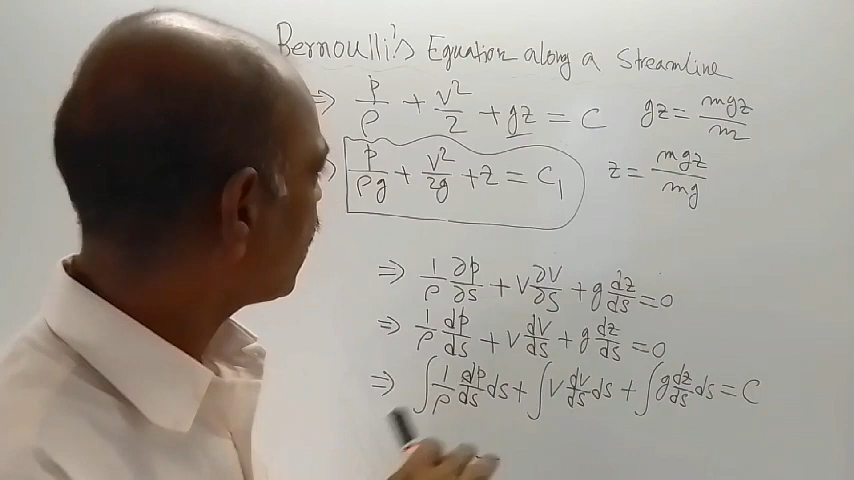 Bernoulli's Equation along a Streamline
⇒ p/ρ + V²/2 + gz = C   gz = mgz/m
⇒ p/ρg + V²/2g + z = C₁   z = mgz/mg
⇒ 1/ρ ∂p/∂s + V ∂V/∂s + g dz/ds = 0
⇒ 1/ρ dp/ds + V dV/ds + g dz/ds = 0
⇒ ∫ 1/ρ dp/ds ds + ∫ V dV/ds ds + ∫ g dz/ds ds = C